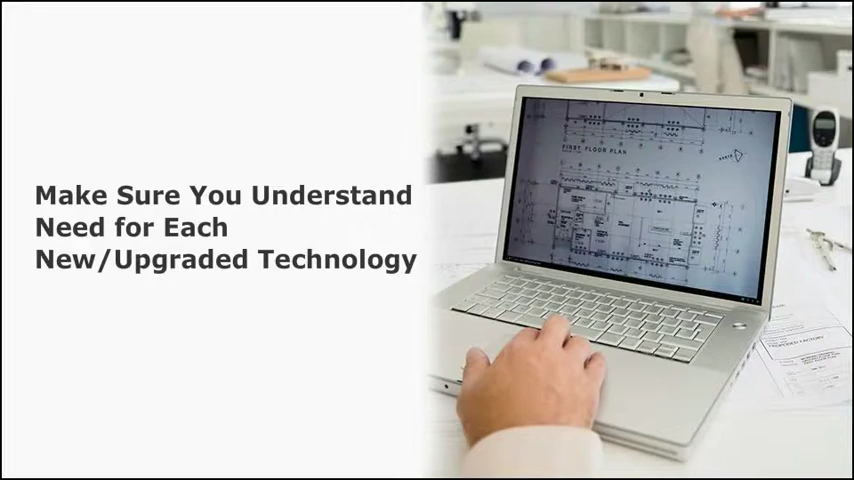 Make Sure You Understand
Need for Each
New/Upgraded Technology
FIRST FLOOR PLAN